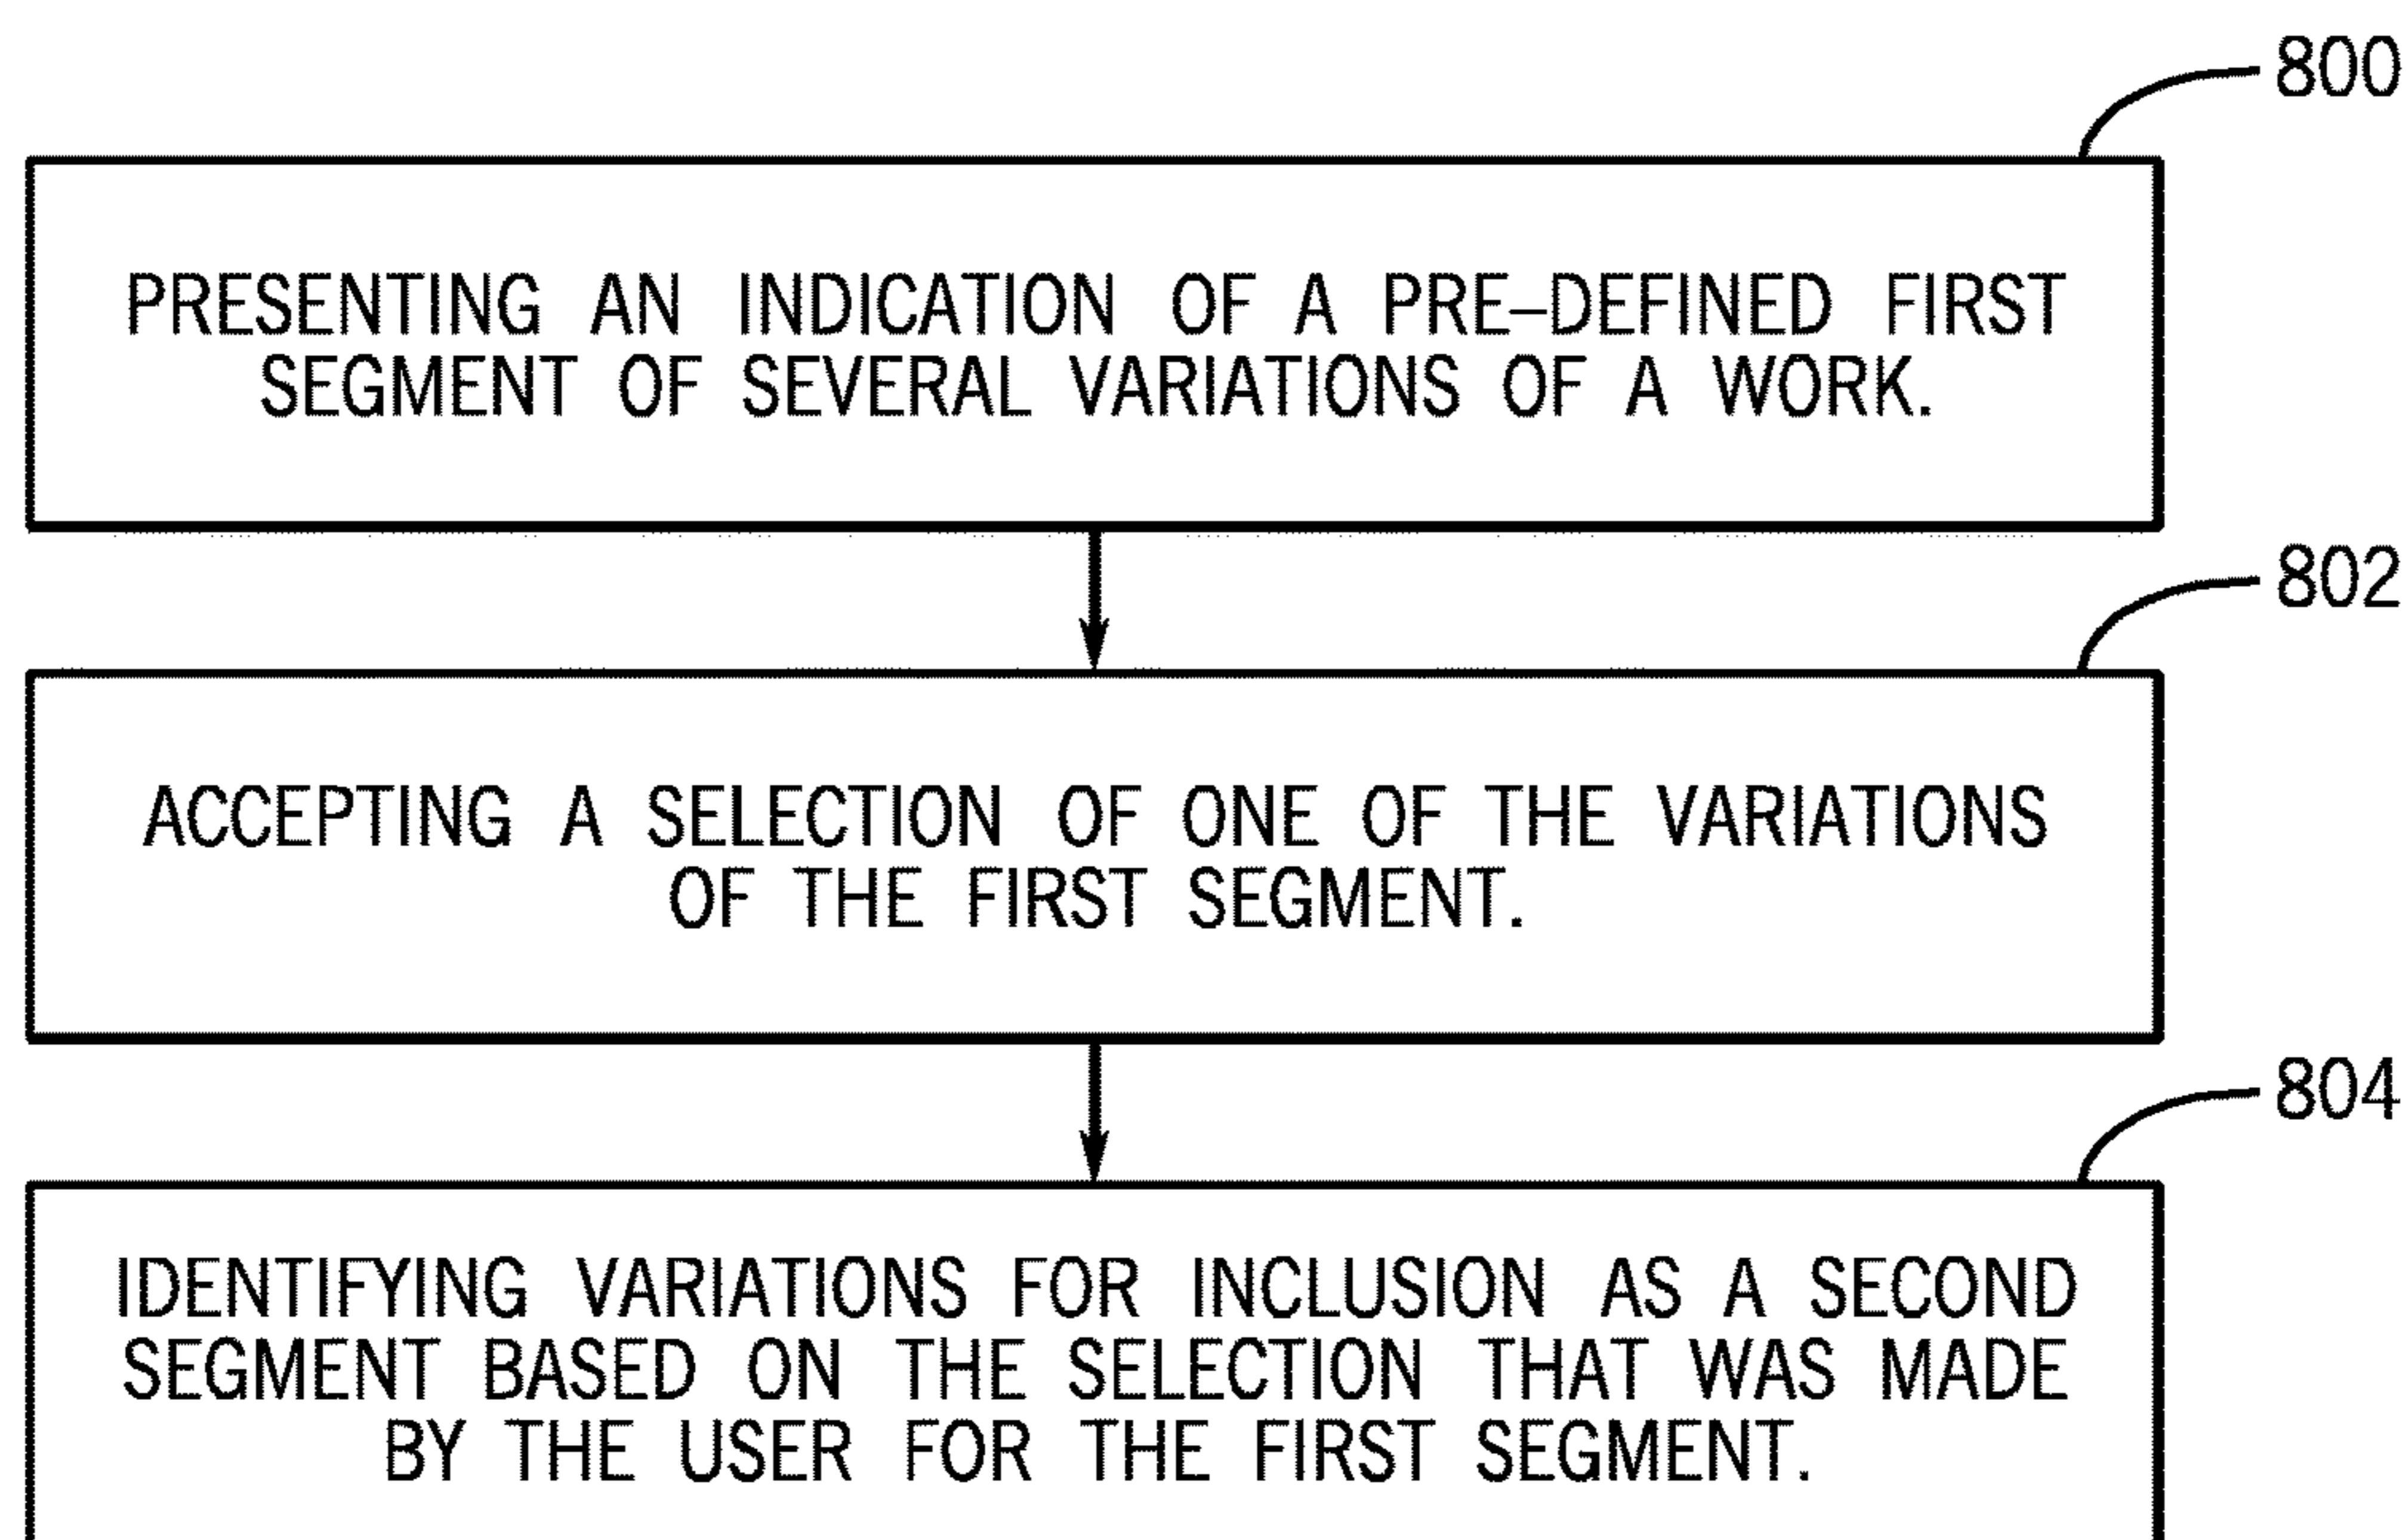 800
PRESENTING AN INDICATION OF A PRE–DEFINED FIRST
SEGMENT OF SEVERAL VARIATIONS OF A WORK.
802
ACCEPTING A SELECTION OF ONE OF THE VARIATIONS
OF THE FIRST SEGMENT.
804
IDENTIFYING VARIATIONS FOR INCLUSION AS A SECOND
SEGMENT BASED ON THE SELECTION THAT WAS MADE
BY THE USER FOR THE FIRST SEGMENT.